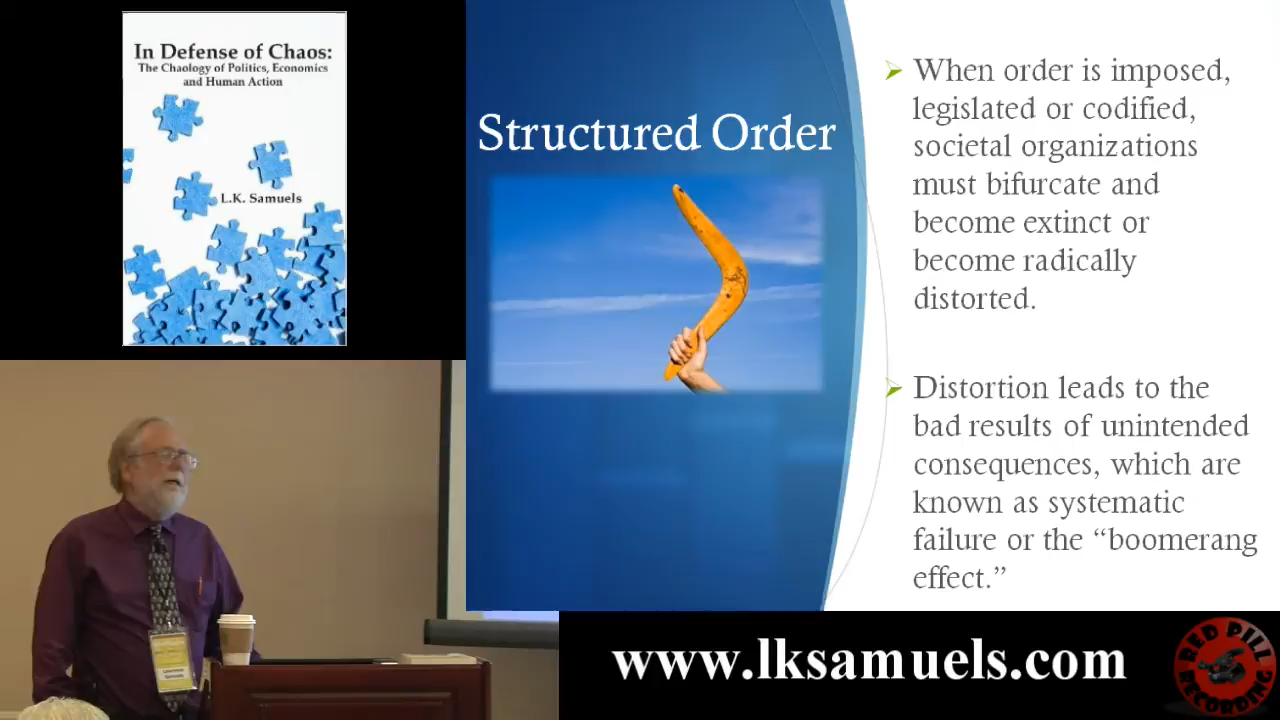 In Defense of Chaos:
The Chaology of Politics, Economics
and Human Action
L.K. Samuels
Structured Order
When order is imposed,
legislated or codified,
societal organizations
must bifurcate and
become extinct or
become radically
distorted.
Distortion leads to the
bad results of unintended
consequences, which are
known as systematic
failure or the “boomerang
effect.”
www.lksamuels.com
RED PILL
RECORDING